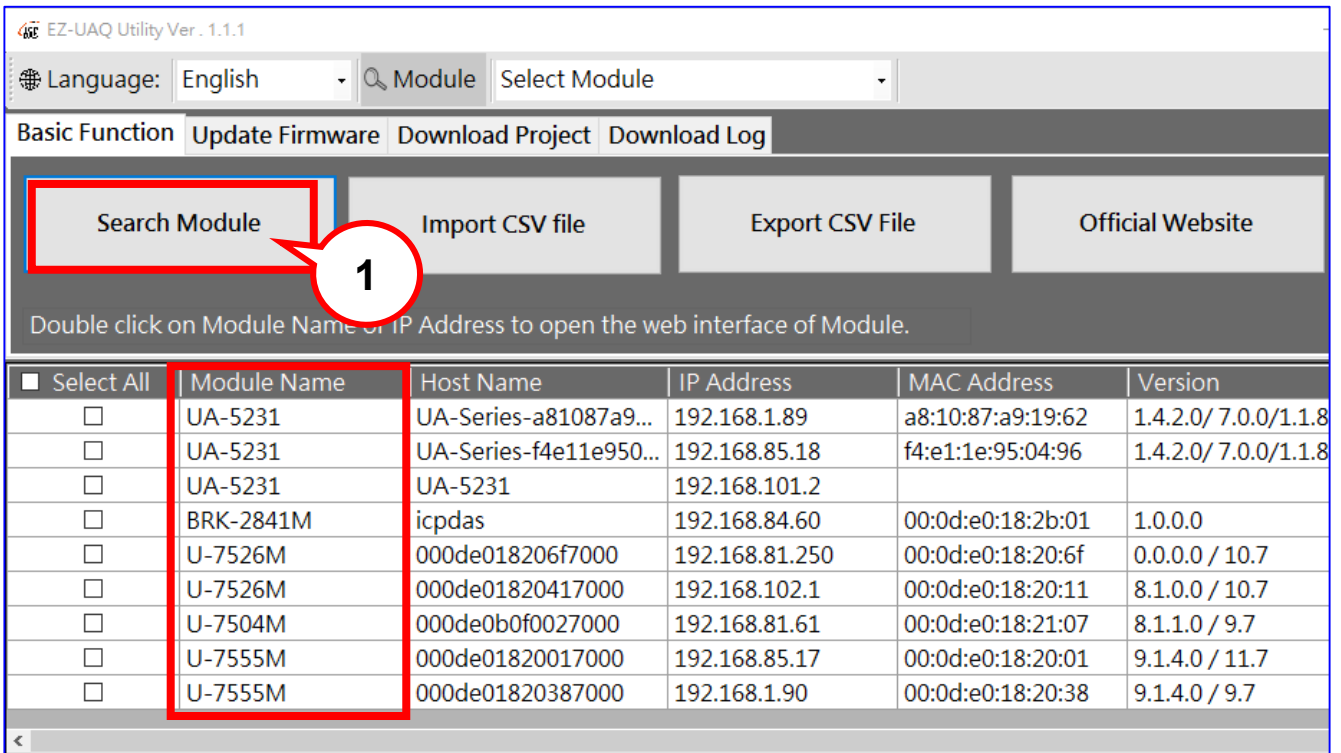 EZ-UAQ Utility Ver . 1.1.1
Language: English Module Select Module
Basic Function Update Firmware Download Project Download Log
Search Module Import CSV file Export CSV File Official Website
1
Double click on Module Name or IP Address to open the web interface of Module.
Select All Module Name Host Name IP Address MAC Address Version
UA-5231 UA-Series-a81087a9... 192.168.1.89 a8:10:87:a9:19:62 1.4.2.0/ 7.0.0/1.1.8
UA-5231 UA-Series-f4e11e950... 192.168.85.18 f4:e1:1e:95:04:96 1.4.2.0/ 7.0.0/1.1.8
UA-5231 UA-5231 192.168.101.2
BRK-2841M icpdas 192.168.84.60 00:0d:e0:18:2b:01 1.0.0.0
U-7526M 000de018206f7000 192.168.81.250 00:0d:e0:18:20:6f 0.0.0.0 / 10.7
U-7526M 000de01820417000 192.168.102.1 00:0d:e0:18:20:11 8.1.0.0 / 10.7
U-7504M 000de0b0f0027000 192.168.81.61 00:0d:e0:18:21:07 8.1.1.0 / 9.7
U-7555M 000de01820017000 192.168.85.17 00:0d:e0:18:20:01 9.1.4.0 / 11.7
U-7555M 000de01820387000 192.168.1.90 00:0d:e0:18:20:38 9.1.4.0 / 9.7